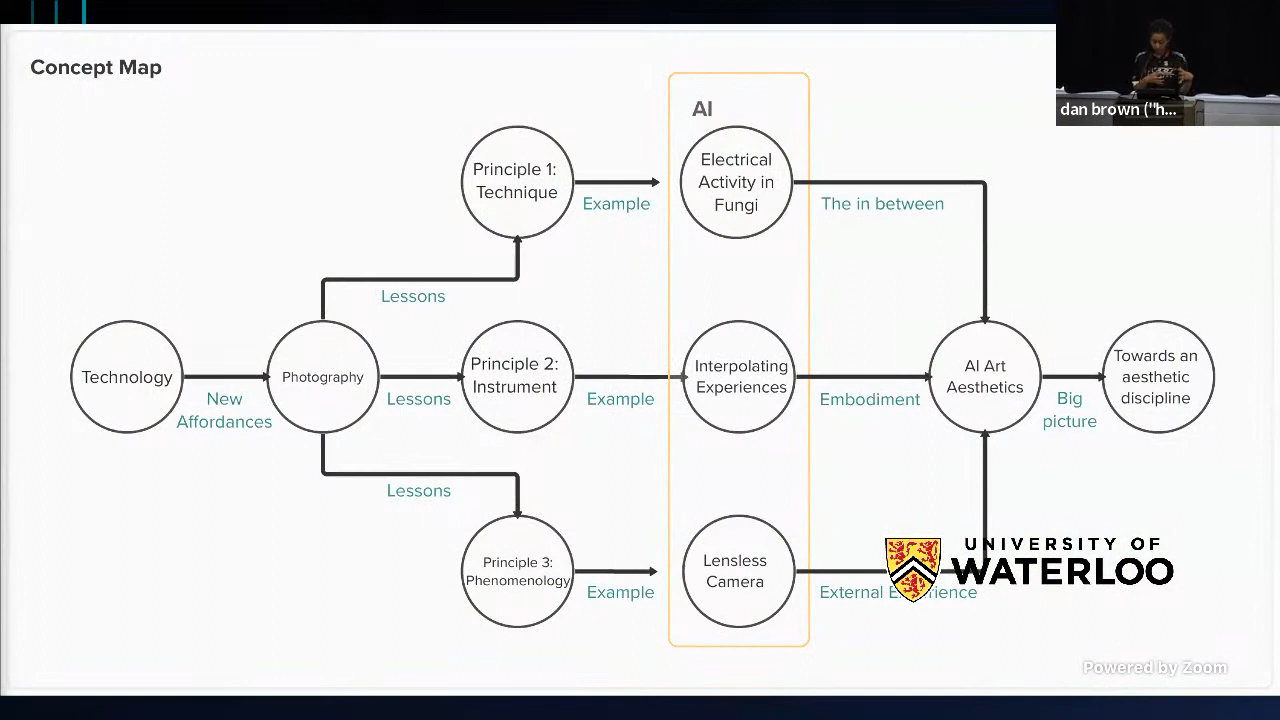 Concept Map
dan brown ("h...
AI
Principle 1:
Technique
Example
Electrical
Activity in
Fungi
The in between
Lessons
Technology
New
Affordances
Photography
Lessons
Principle 2:
Instrument
Example
Interpolating
Experiences
Embodiment
AI Art
Aesthetics
Big
picture
Towards an
aesthetic
discipline
Lessons
Principle 3:
Phenomenology
Example
Lensless
Camera
External
UNIVERSITY OF
WATERLOO
Powered by Zoom